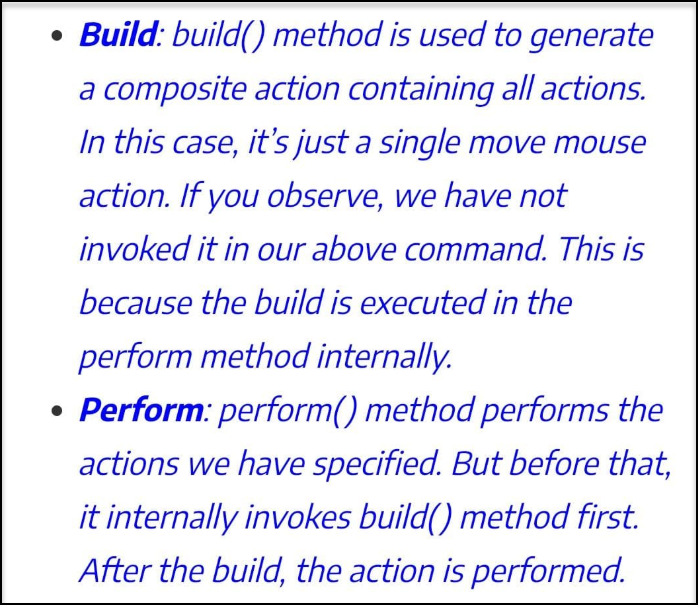 • Build: build() method is used to generate
a composite action containing all actions.
In this case, it’s just a single move mouse
action. If you observe, we have not
invoked it in our above command. This is
because the build is executed in the
perform method internally.
• Perform: perform() method performs the
actions we have specified. But before that,
it internally invokes build() method first.
After the build, the action is performed.